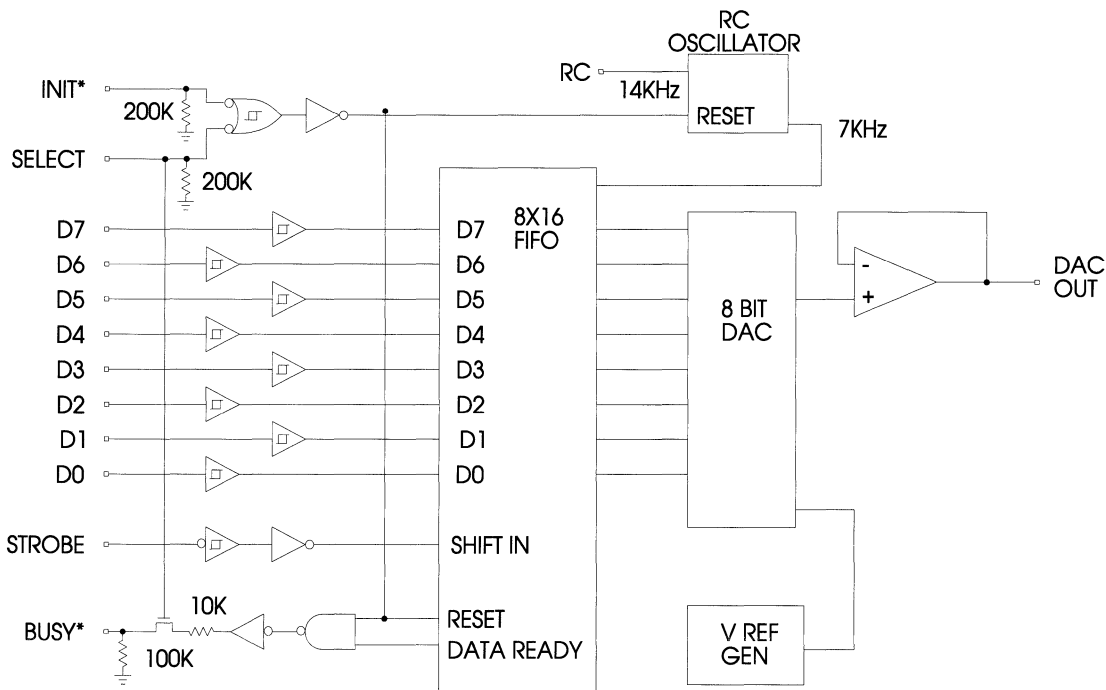 RC
OSCILLATOR
INIT*
RC
200K
14KHz
RESET
7KHz
SELECT
200K
8X16
FIFO
D7
D7
D6
D6
D5
D5
D4
D4
D3
D3
D2
D2
D1
D1
D0
D0
8 BIT
DAC
-
+
DAC
OUT
STROBE
SHIFT IN
10K
RESET
BUSY*
DATA READY
100K
V REF
GEN